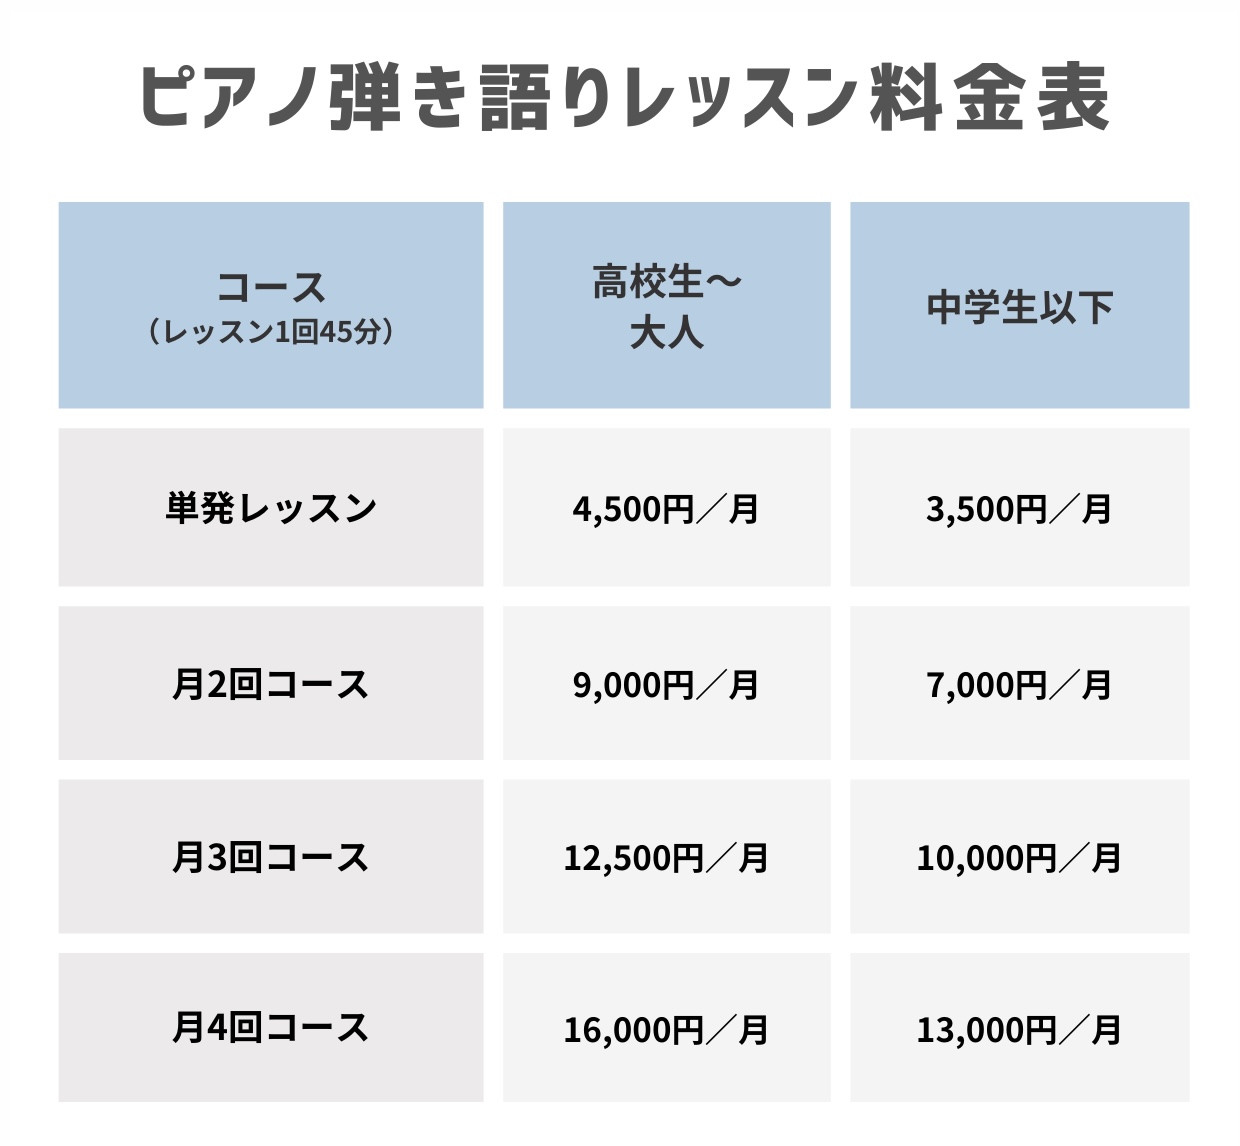 ピアノ弾き語りレッスン料金表
コース
（レッスン1回45分）
高校生〜
大人
中学生以下
単発レッスン
4,500円／月
3,500円／月
月2回コース
9,000円／月
7,000円／月
月3回コース
12,500円／月
10,000円／月
月4回コース
16,000円／月
13,000円／月